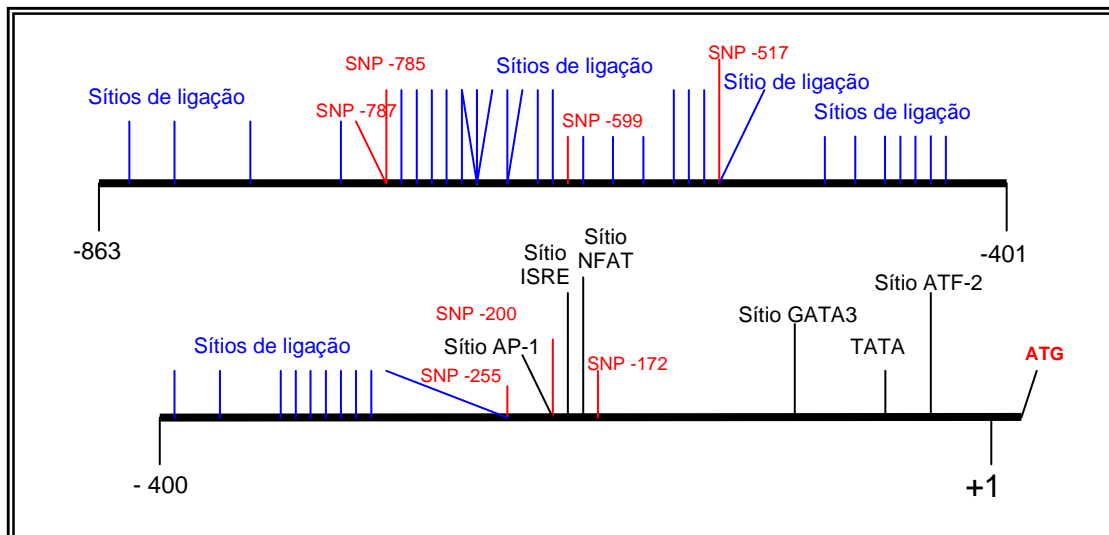 SNP -785
Sítios de ligação
SNP -517
Sítios de ligação
SNP -787
SNP -599
Sítio de ligação
Sítios de ligação
-863
-401
Sítio
ISRE
Sítio
NFAT
SNP -200
Sítios de ligação
Sítio AP-1
SNP -255
SNP -172
Sítio GATA3
TATA
Sítio ATF-2
ATG
- 400
+1